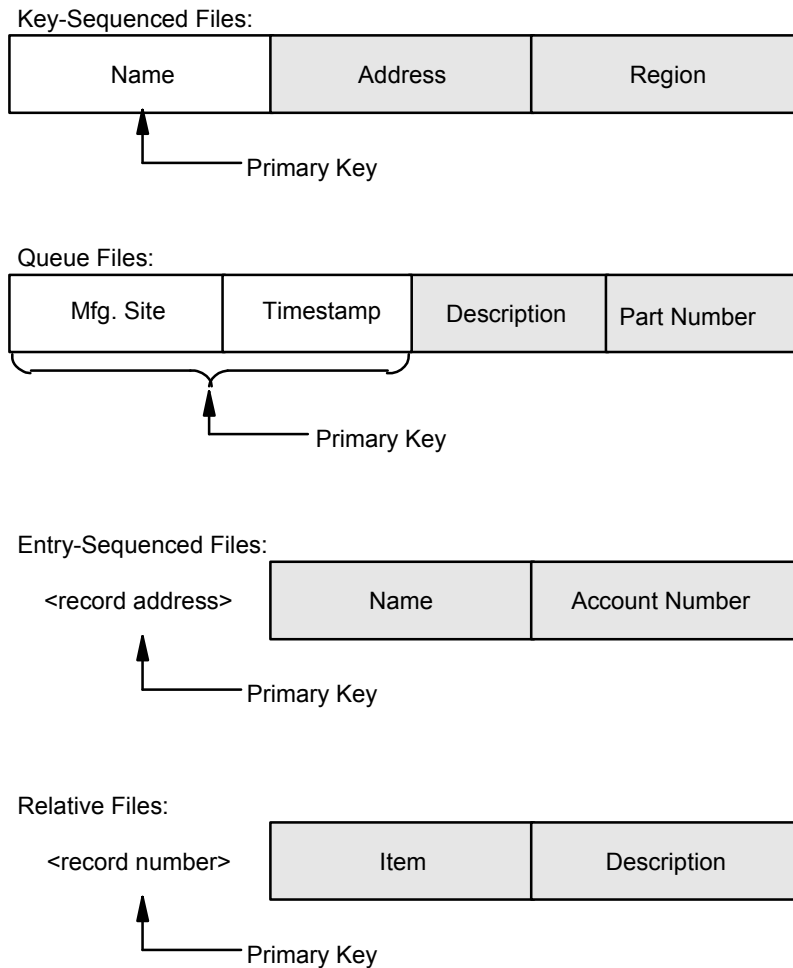 Key-Sequenced Files:
Name Address Region
Primary Key
Queue Files:
Mfg. Site Timestamp Description Part Number
Primary Key
Entry-Sequenced Files:
<record address> Name Account Number
Primary Key
Relative Files:
<record number> Item Description
Primary Key